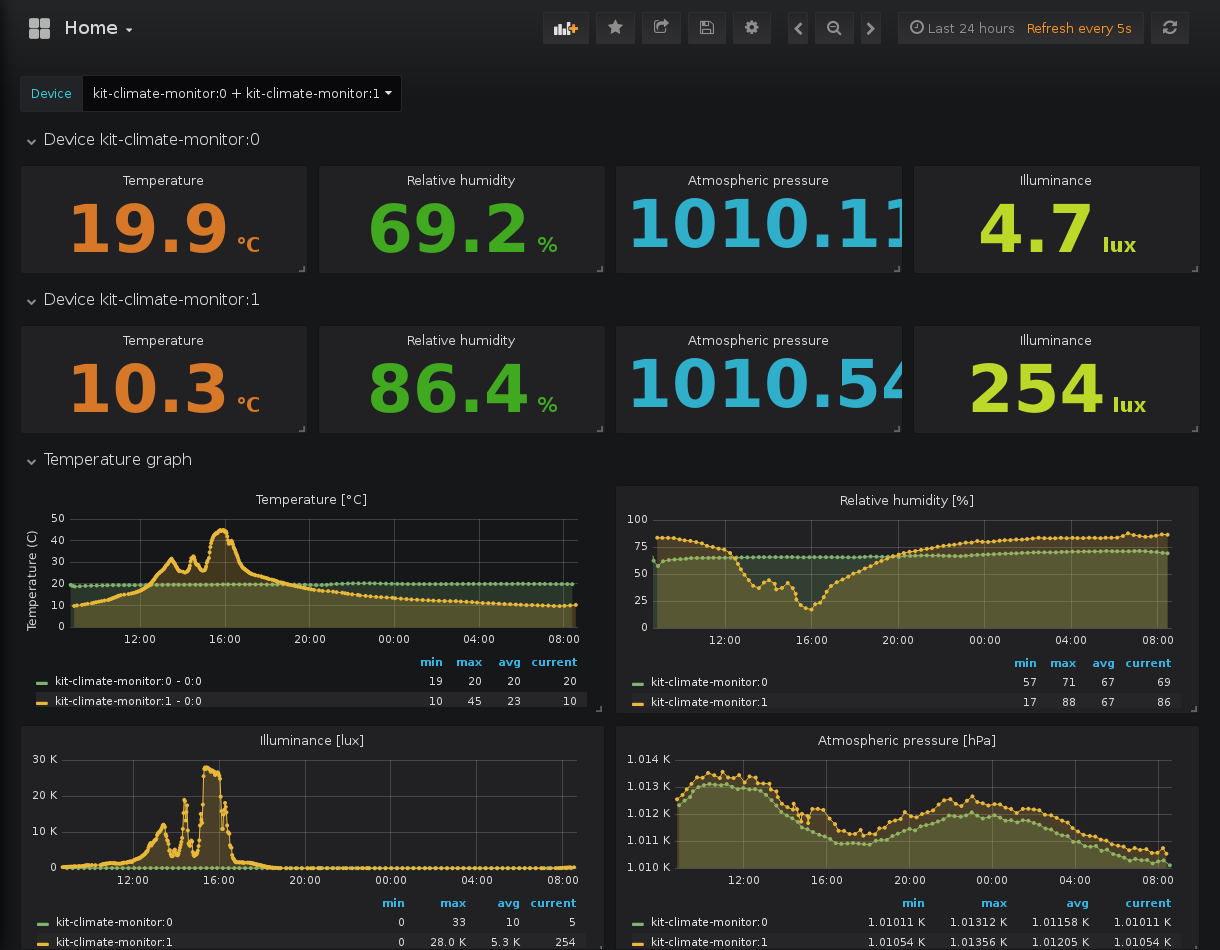 Home
Last 24 hours Refresh every 5s
Device kit-climate-monitor:0 + kit-climate-monitor:1
Device kit-climate-monitor:0
Temperature Relative humidity Atmospheric pressure Illuminance
19.9 °C 69.2 % 1010.11 4.7 lux
Device kit-climate-monitor:1
Temperature Relative humidity Atmospheric pressure Illuminance
10.3 °C 86.4 % 1010.54 254 lux
Temperature graph
Temperature [°C]
Temperature (C)
50
40
30
20
10
0
12:00 16:00 20:00 00:00 04:00 08:00
min max avg current
kit-climate-monitor:0 - 0:0 19 20 20 20
kit-climate-monitor:1 - 0:0 10 45 23 10
Relative humidity [%]
100
75
50
25
0
12:00 16:00 20:00 00:00 04:00 08:00
min max avg current
kit-climate-monitor:0 57 71 67 69
kit-climate-monitor:1 17 88 67 86
Illuminance [lux]
30 K
20 K
10 K
0
12:00 16:00 20:00 00:00 04:00 08:00
min max avg current
kit-climate-monitor:0 0 33 10 5
kit-climate-monitor:1 0 28.0 K 5.3 K 254
Atmospheric pressure [hPa]
1.014 K
1.013 K
1.012 K
1.011 K
1.010 K
12:00 16:00 20:00 00:00 04:00 08:00
min max avg current
kit-climate-monitor:0 1.01011 K 1.01312 K 1.01158 K 1.01011 K
kit-climate-monitor:1 1.01054 K 1.01356 K 1.01205 K 1.01054 K